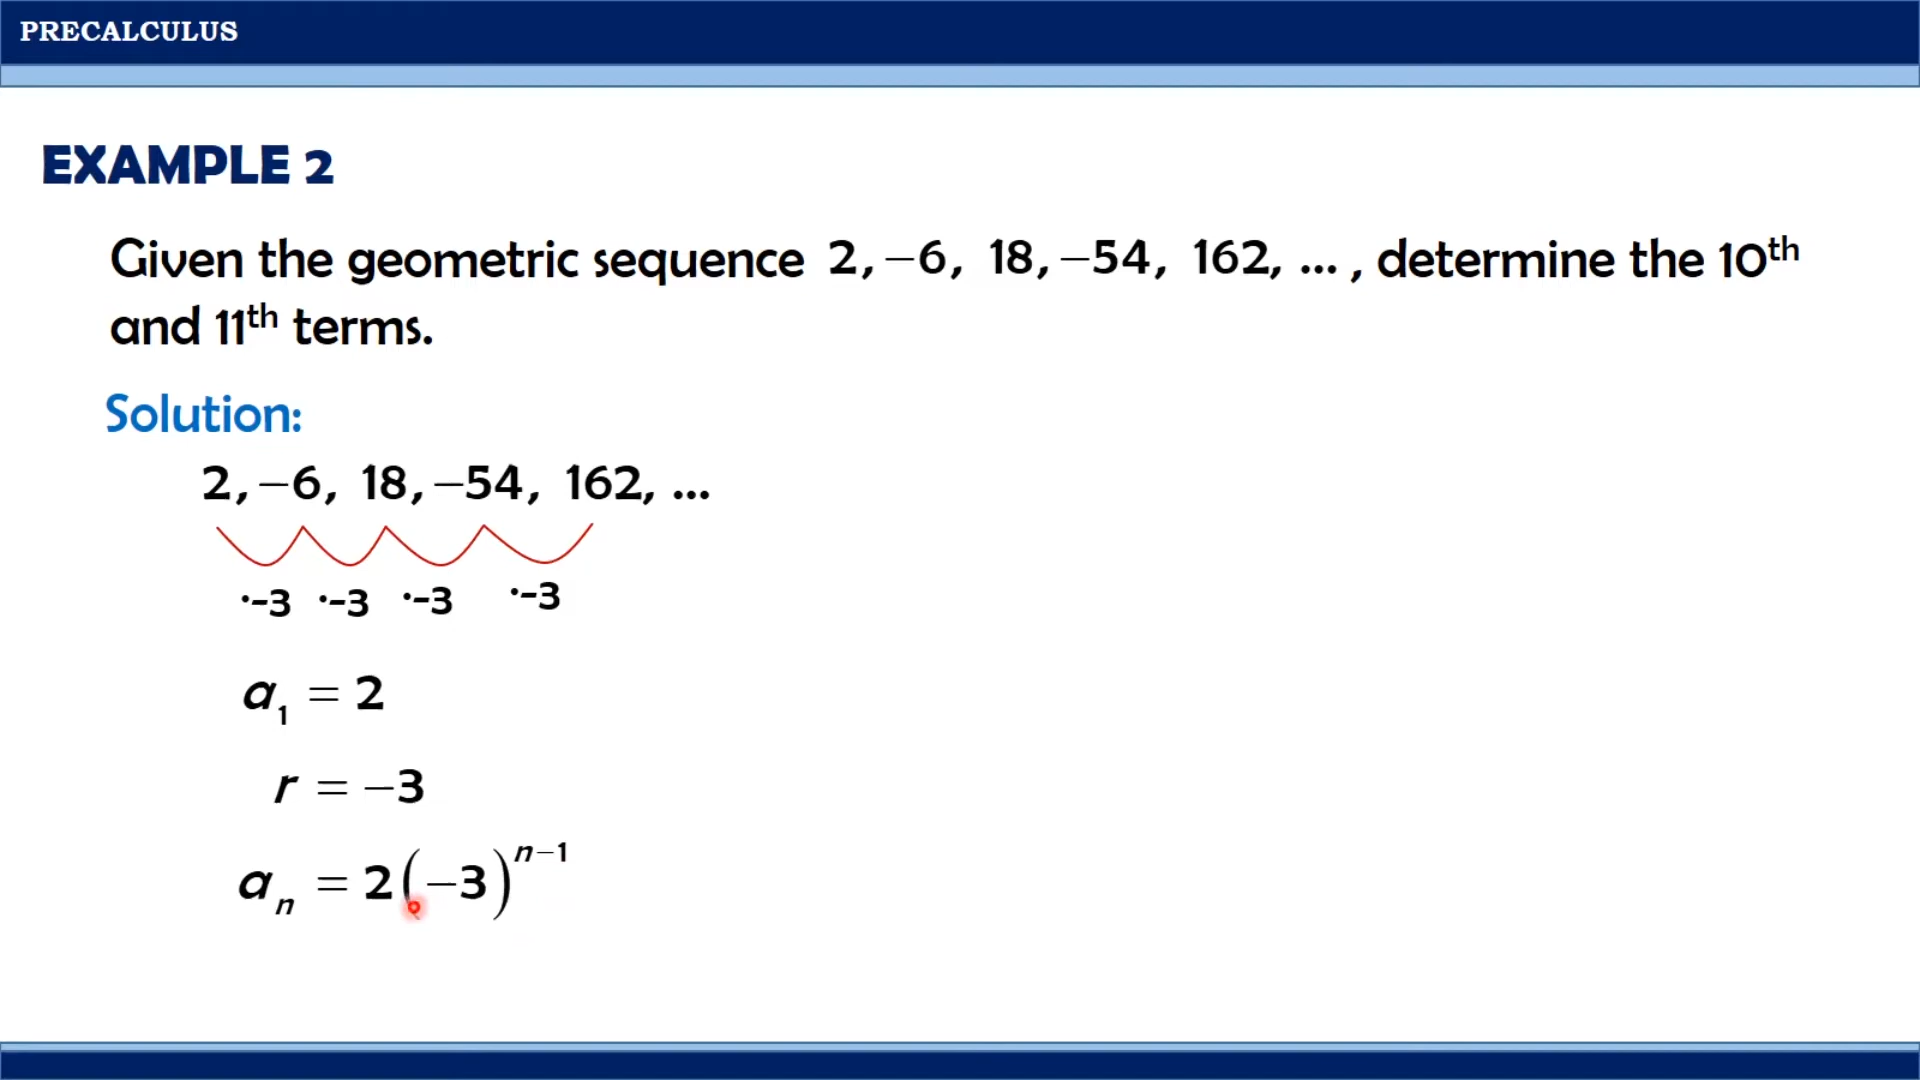 PRECALCULUS
EXAMPLE 2
Given the geometric sequence 2, −6, 18, −54, 162, ... , determine the 10ᵗʰ
and 11ᵗʰ terms.
Solution:
2, −6, 18, −54, 162, ...
·-3 ·-3 ·-3 ·-3
a₁ = 2
r = −3
aₙ = 2(−3)ⁿ⁻¹